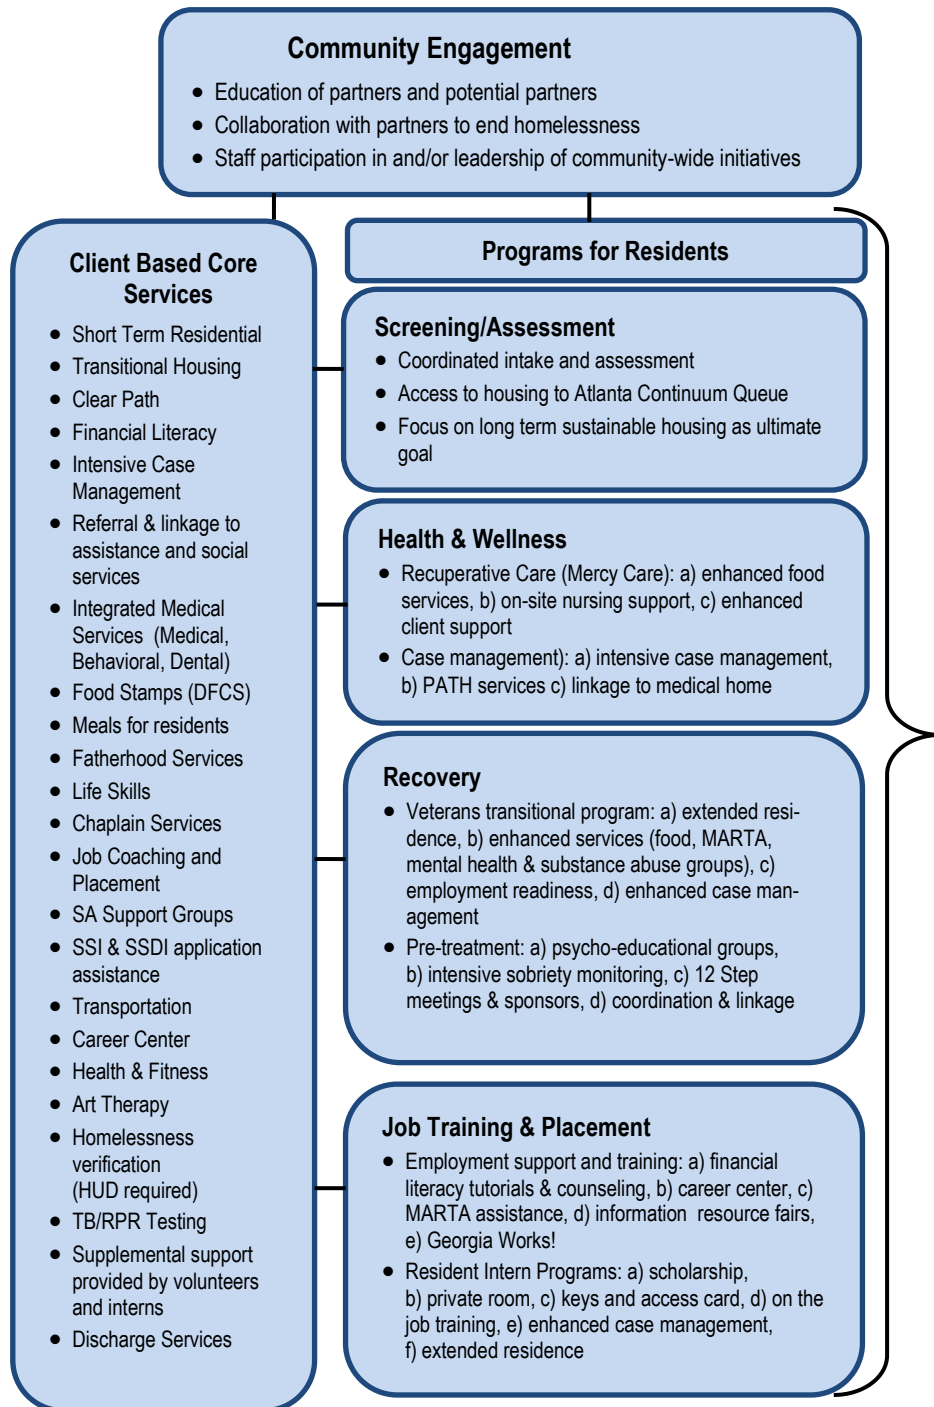 Community Engagement
• Education of partners and potential partners
• Collaboration with partners to end homelessness
• Staff participation in and/or leadership of community-wide initiatives
Client Based Core
Services
• Short Term Residential
• Transitional Housing
• Clear Path
• Financial Literacy
• Intensive Case
Management
• Referral & linkage to
assistance and social
services
• Integrated Medical
Services (Medical,
Behavioral, Dental)
• Food Stamps (DFCS)
• Meals for residents
• Fatherhood Services
• Life Skills
• Chaplain Services
• Job Coaching and
Placement
• SA Support Groups
• SSI & SSDI application
assistance
• Transportation
• Career Center
• Health & Fitness
• Art Therapy
• Homelessness
verification
(HUD required)
• TB/RPR Testing
• Supplemental support
provided by volunteers
and interns
• Discharge Services
Programs for Residents
Screening/Assessment
• Coordinated intake and assessment
• Access to housing to Atlanta Continuum Queue
• Focus on long term sustainable housing as ultimate
goal
Health & Wellness
• Recuperative Care (Mercy Care): a) enhanced food
services, b) on-site nursing support, c) enhanced
client support
• Case management): a) intensive case management,
b) PATH services c) linkage to medical home
Recovery
• Veterans transitional program: a) extended resi-
dence, b) enhanced services (food, MARTA,
mental health & substance abuse groups), c)
employment readiness, d) enhanced case man-
agement
• Pre-treatment: a) psycho-educational groups,
b) intensive sobriety monitoring, c) 12 Step
meetings & sponsors, d) coordination & linkage
Job Training & Placement
• Employment support and training: a) financial
literacy tutorials & counseling, b) career center, c)
MARTA assistance, d) information resource fairs,
e) Georgia Works!
• Resident Intern Programs: a) scholarship,
b) private room, c) keys and access card, d) on the
job training, e) enhanced case management,
f) extended residence